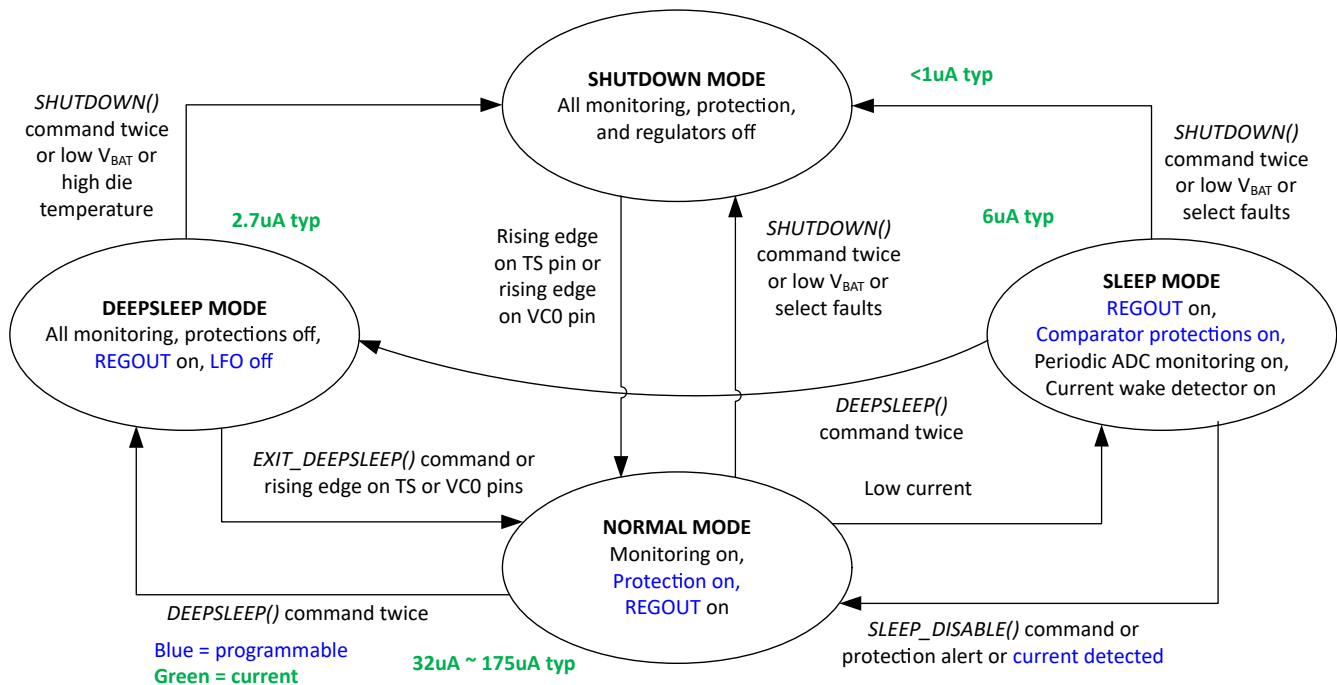 SHUTDOWN MODE
All monitoring, protection,
and regulators off
<1uA typ
SHUTDOWN()
command twice
or low VBAT or
high die
temperature
SHUTDOWN()
command twice
or low VBAT or
select faults
2.7uA typ
Rising edge
on TS pin or
rising edge
on VC0 pin
SHUTDOWN()
command twice
or low VBAT or
select faults
6uA typ
DEEPSLEEP MODE
All monitoring, protections off,
REGOUT on, LFO off
SLEEP MODE
REGOUT on,
Comparator protections on,
Periodic ADC monitoring on,
Current wake detector on
DEEPSLEEP()
command twice
EXIT_DEEPSLEEP() command or
rising edge on TS or VC0 pins
Low current
NORMAL MODE
Monitoring on,
Protection on,
REGOUT on
DEEPSLEEP() command twice
SLEEP_DISABLE() command or
protection alert or current detected
Blue = programmable
Green = current
32uA ~ 175uA typ